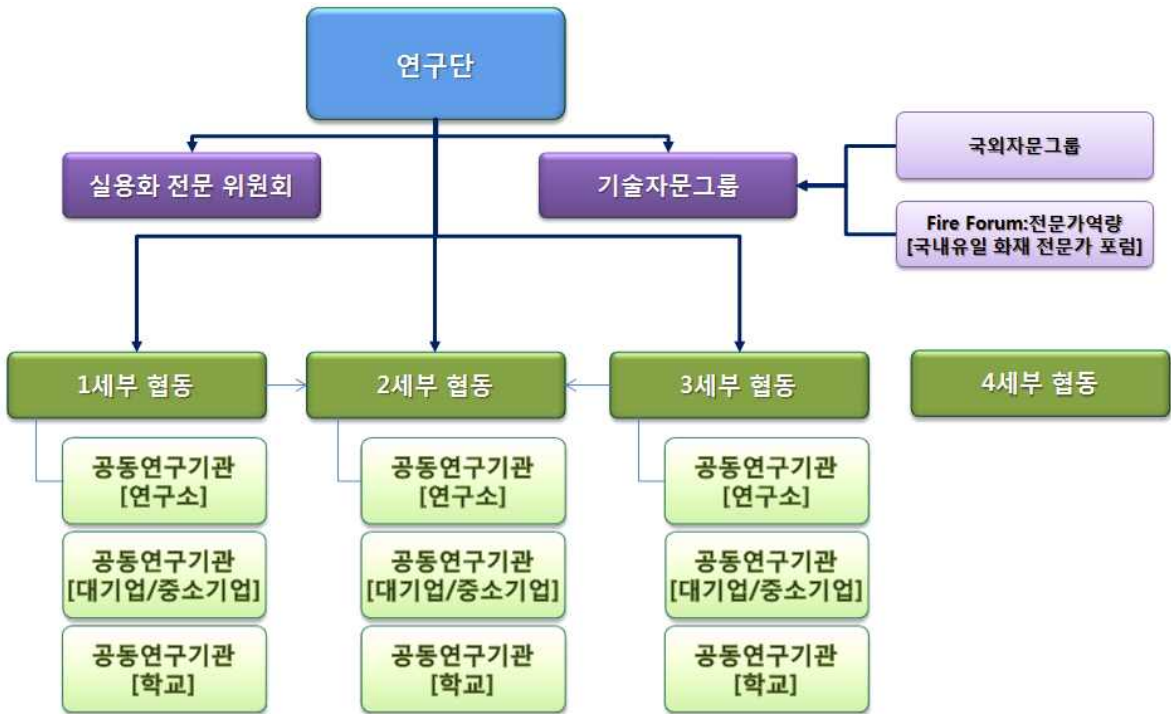 연구단
실용화 전문 위원회
기술자문그룹
국외자문그룹
Fire Forum:전문가역량
[국내유일 화재 전문가 포럼]
1세부 협동
2세부 협동
3세부 협동
4세부 협동
공동연구기관
[연구소]
공동연구기관
[연구소]
공동연구기관
[연구소]
공동연구기관
[대기업/중소기업]
공동연구기관
[대기업/중소기업]
공동연구기관
[대기업/중소기업]
공동연구기관
[학교]
공동연구기관
[학교]
공동연구기관
[학교]